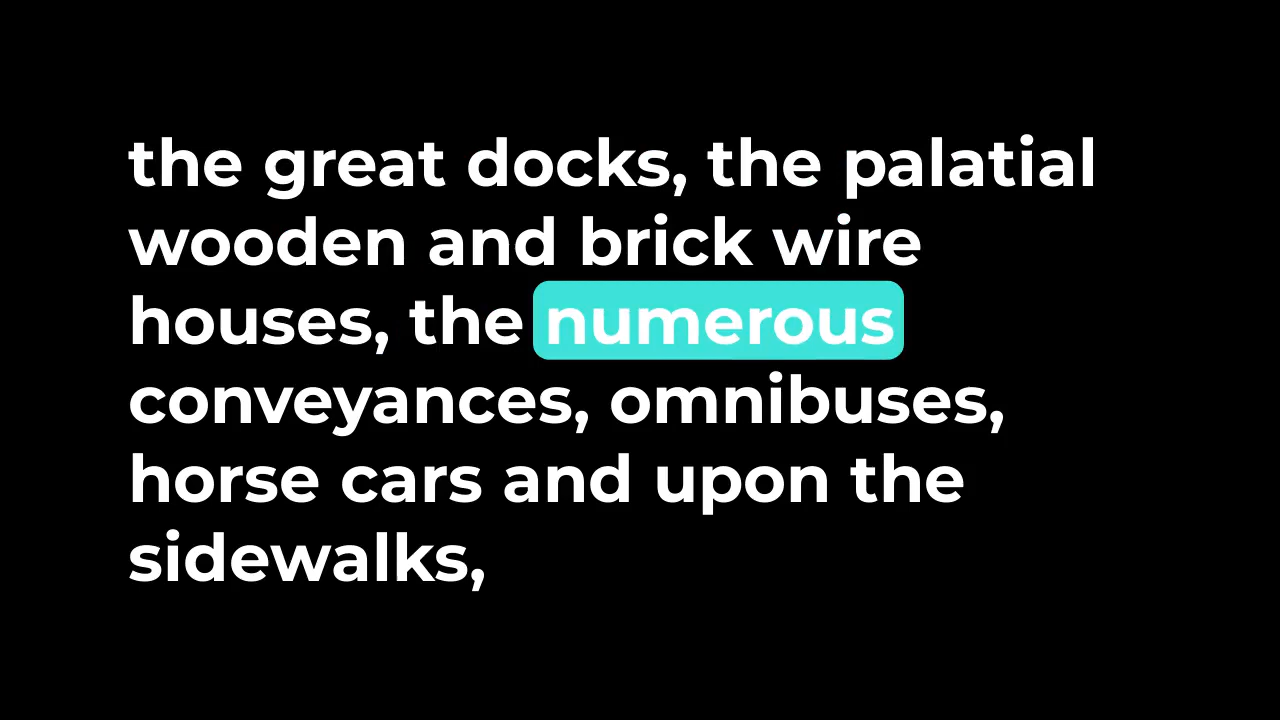 the great docks, the palatial
wooden and brick wire
houses, the numerous
conveyances, omnibuses,
horse cars and upon the
sidewalks,